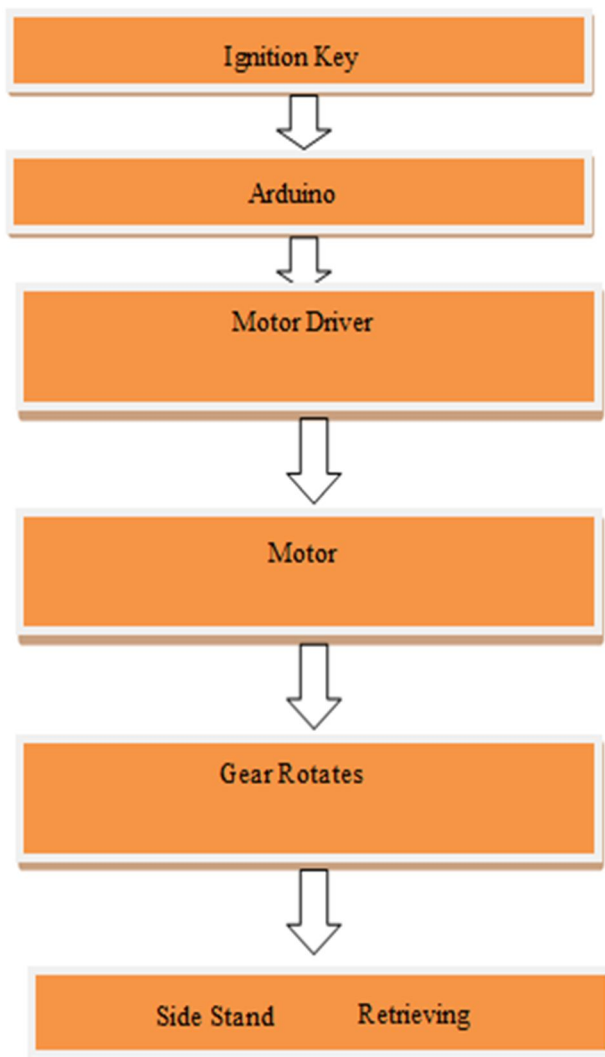 Ignition Key
Arduino
Motor Driver
Motor
Gear Rotates
Side Stand Retrieving